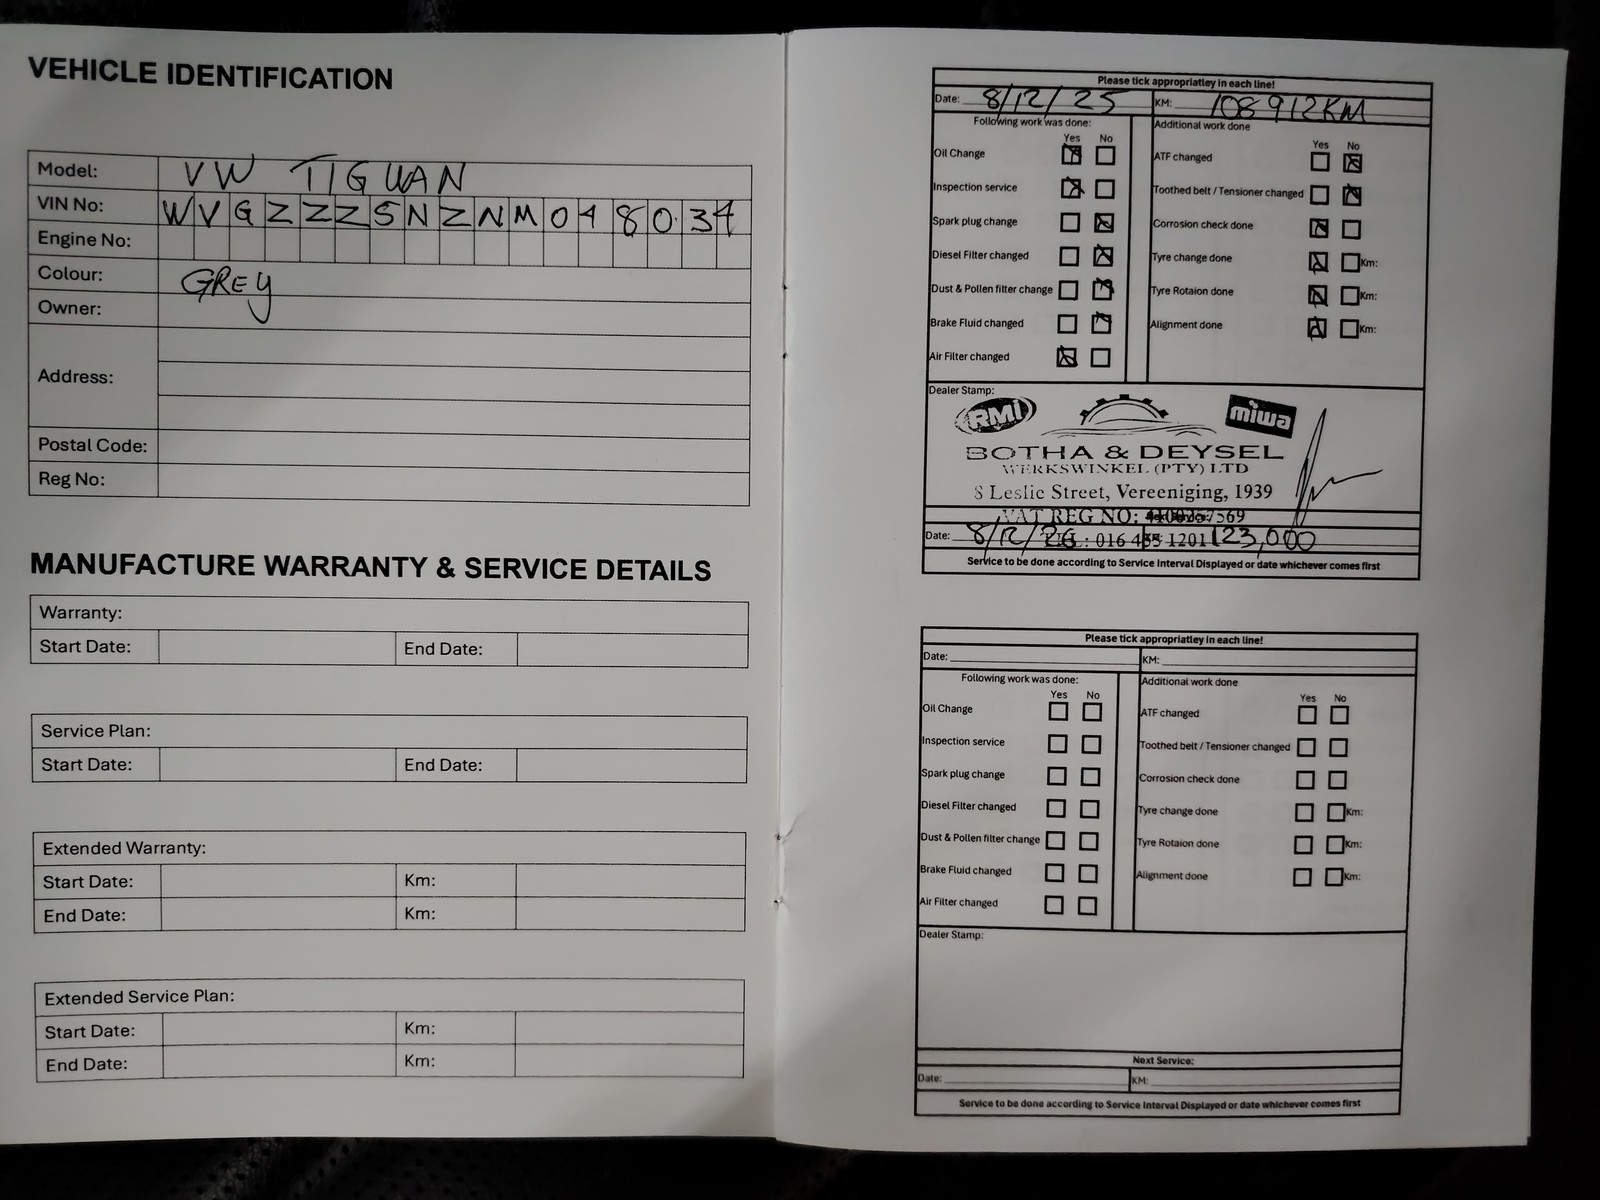 VEHICLE IDENTIFICATION
Model: VW TIGUAN
VIN No: WVGZZZ5NZNM048034
Engine No:
Colour: GREY
Owner:
Address:
Postal Code:
Reg No:
MANUFACTURE WARRANTY & SERVICE DETAILS
Warranty:
Start Date: End Date:
Service Plan:
Start Date: End Date:
Extended Warranty:
Start Date: Km:
End Date: Km:
Extended Service Plan:
Start Date: Km:
End Date: Km:
Please tick appropriatley in each line!
Date: 8/12/25 KM: 108 912KM
Following work was done: Additional work done
Yes No Yes No
Oil Change ATF changed
Inspection service Toothed belt / Tensioner changed
Spark plug change Corrosion check done
Diesel Filter changed Tyre change done Km:
Dust & Pollen filter change Tyre Rotaion done Km:
Brake Fluid changed Alignment done Km:
Air Filter changed
Dealer Stamp:
RMI miwa
BOTHA & DEYSEL
WERKSWINKEL (PTY) LTD
8 Leslie Street, Vereeniging, 1939
VAT REG NO:
Date: 8/12/26 : 016 455 1201 123,000
Service to be done according to Service Interval Displayed or date whichever comes first
Please tick appropriatley in each line!
Date: KM:
Following work was done: Additional work done
Yes No Yes No
Oil Change ATF changed
Inspection service Toothed belt / Tensioner changed
Spark plug change Corrosion check done
Diesel Filter changed Tyre change done Km:
Dust & Pollen filter change Tyre Rotaion done Km:
Brake Fluid changed Alignment done Km:
Air Filter changed
Dealer Stamp:
Next Service:
Date: KM:
Service to be done according to Service Interval Displayed or date whichever comes first